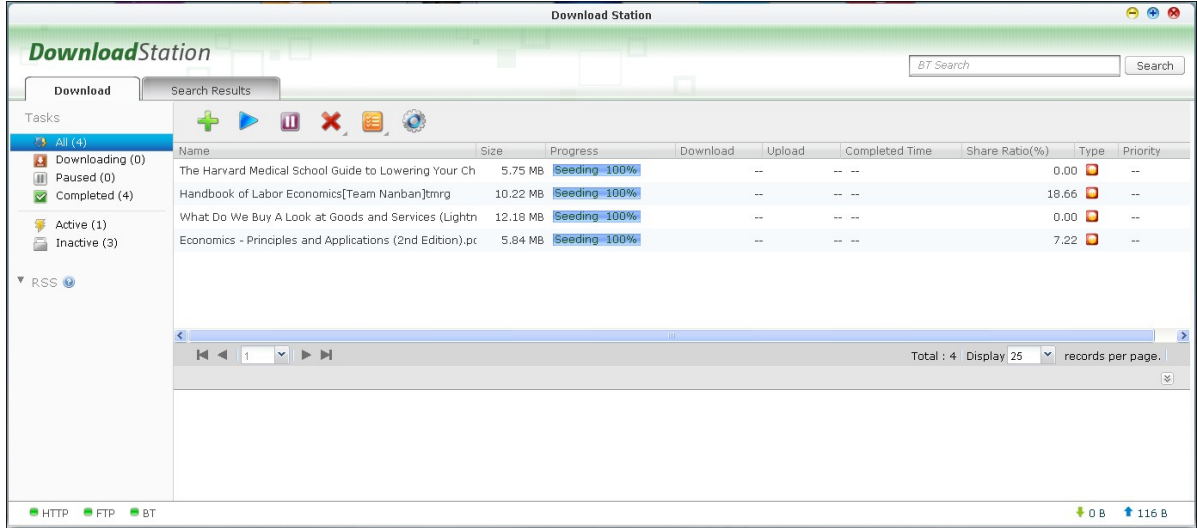 Download Station
DownloadStation
BT Search
Search
Download
Search Results
Tasks
All (4)
Downloading (0)
Paused (0)
Completed (4)
Active (1)
Inactive (3)
RSS
Name Size Progress Download Upload Completed Time Share Ratio(%) Type Priority
The Harvard Medical School Guide to Lowering Your Ch 5.75 MB Seeding 100% -- -- -- 0.00 --
Handbook of Labor Economics[Team Nanban]tmrg 10.22 MB Seeding 100% -- -- -- 18.66 --
What Do We Buy A Look at Goods and Services (Lightn 12.18 MB Seeding 100% -- -- -- 0.00 --
Economics - Principles and Applications (2nd Edition).pc 5.84 MB Seeding 100% -- -- -- 7.22 --
1
Total : 4 Display 25 records per page.
HTTP FTP BT
0 B 116 B